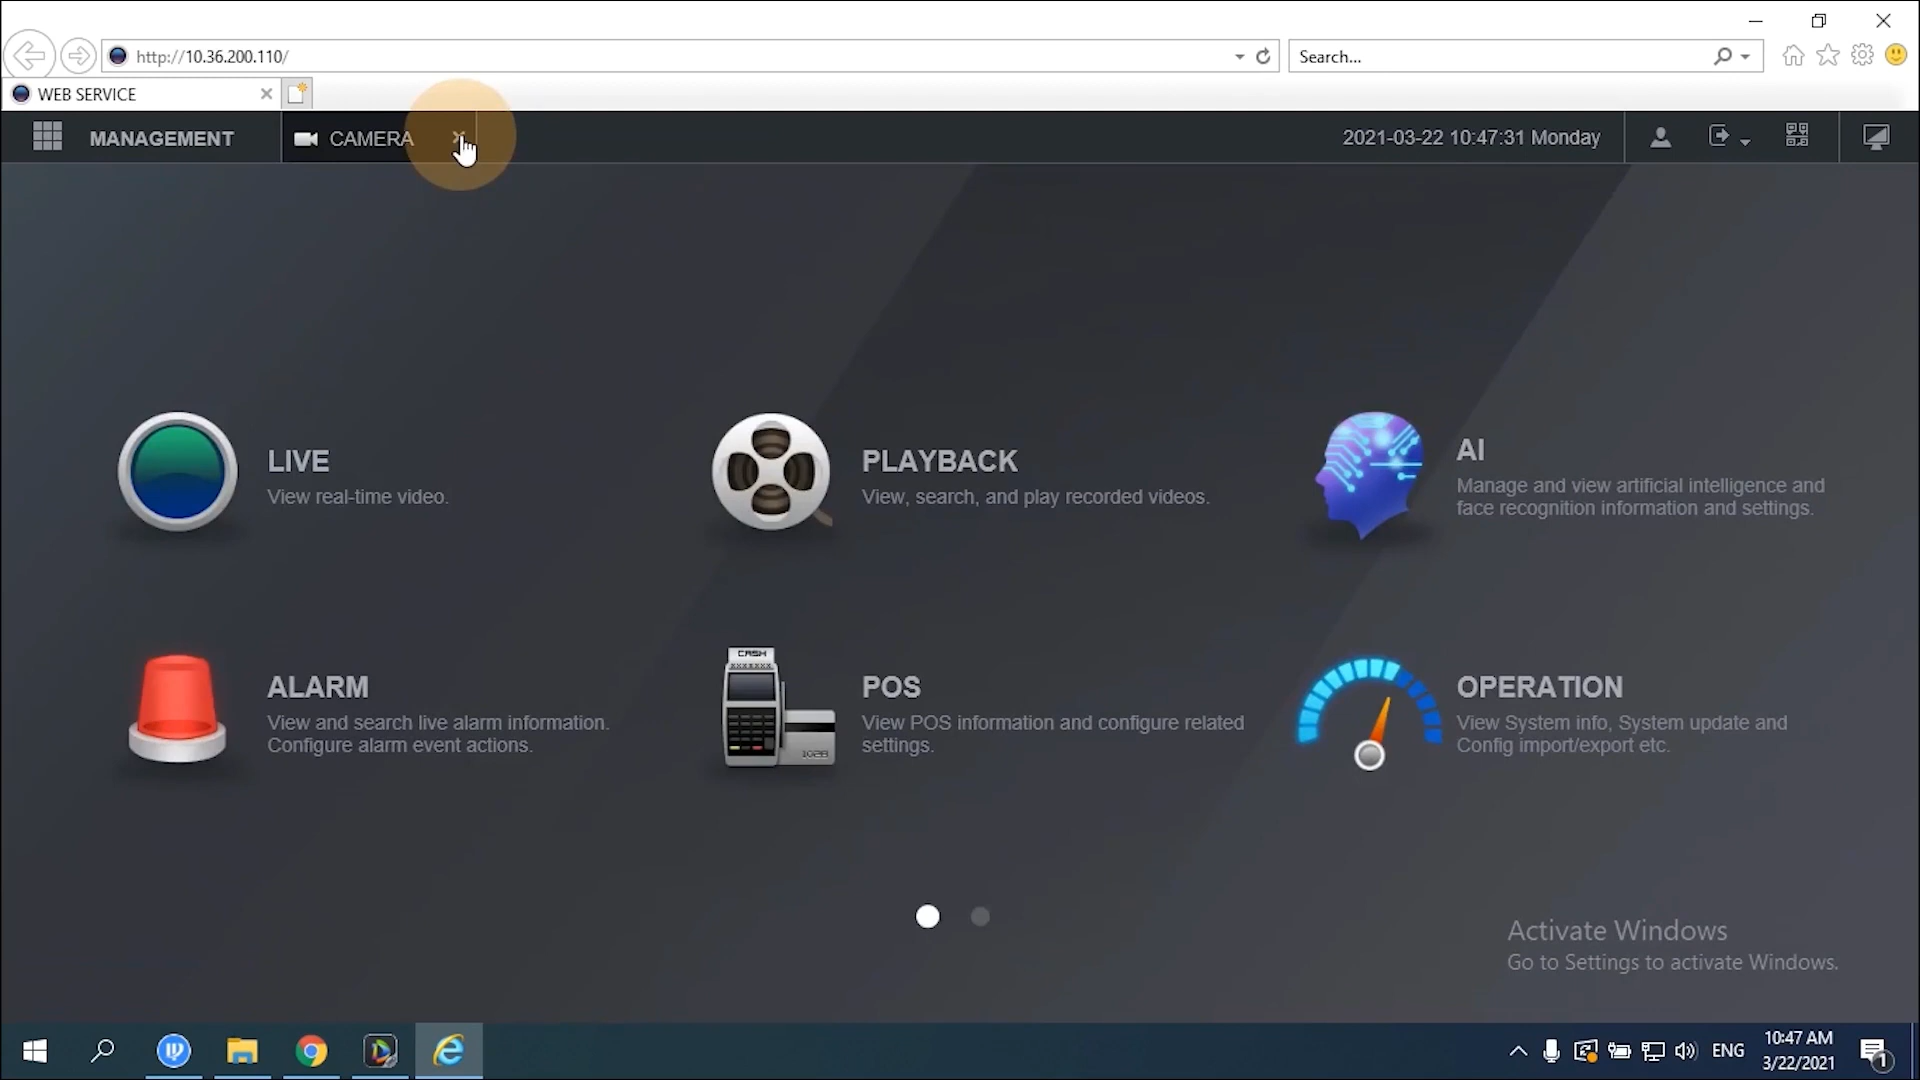 http://10.36.200.110/
Search...
WEB SERVICE
MANAGEMENT
CAMERA
2021-03-22 10:47:31 Monday
LIVE
View real-time video.
PLAYBACK
View, search, and play recorded videos.
AI
Manage and view artificial intelligence and
face recognition information and settings.
ALARM
View and search live alarm information.
Configure alarm event actions.
CASH
XXXXXXX
1028
POS
View POS information and configure related
settings.
OPERATION
View System info, System update and
Config import/export etc.
Activate Windows
Go to Settings to activate Windows.
ENG
10:47 AM
3/22/2021
1